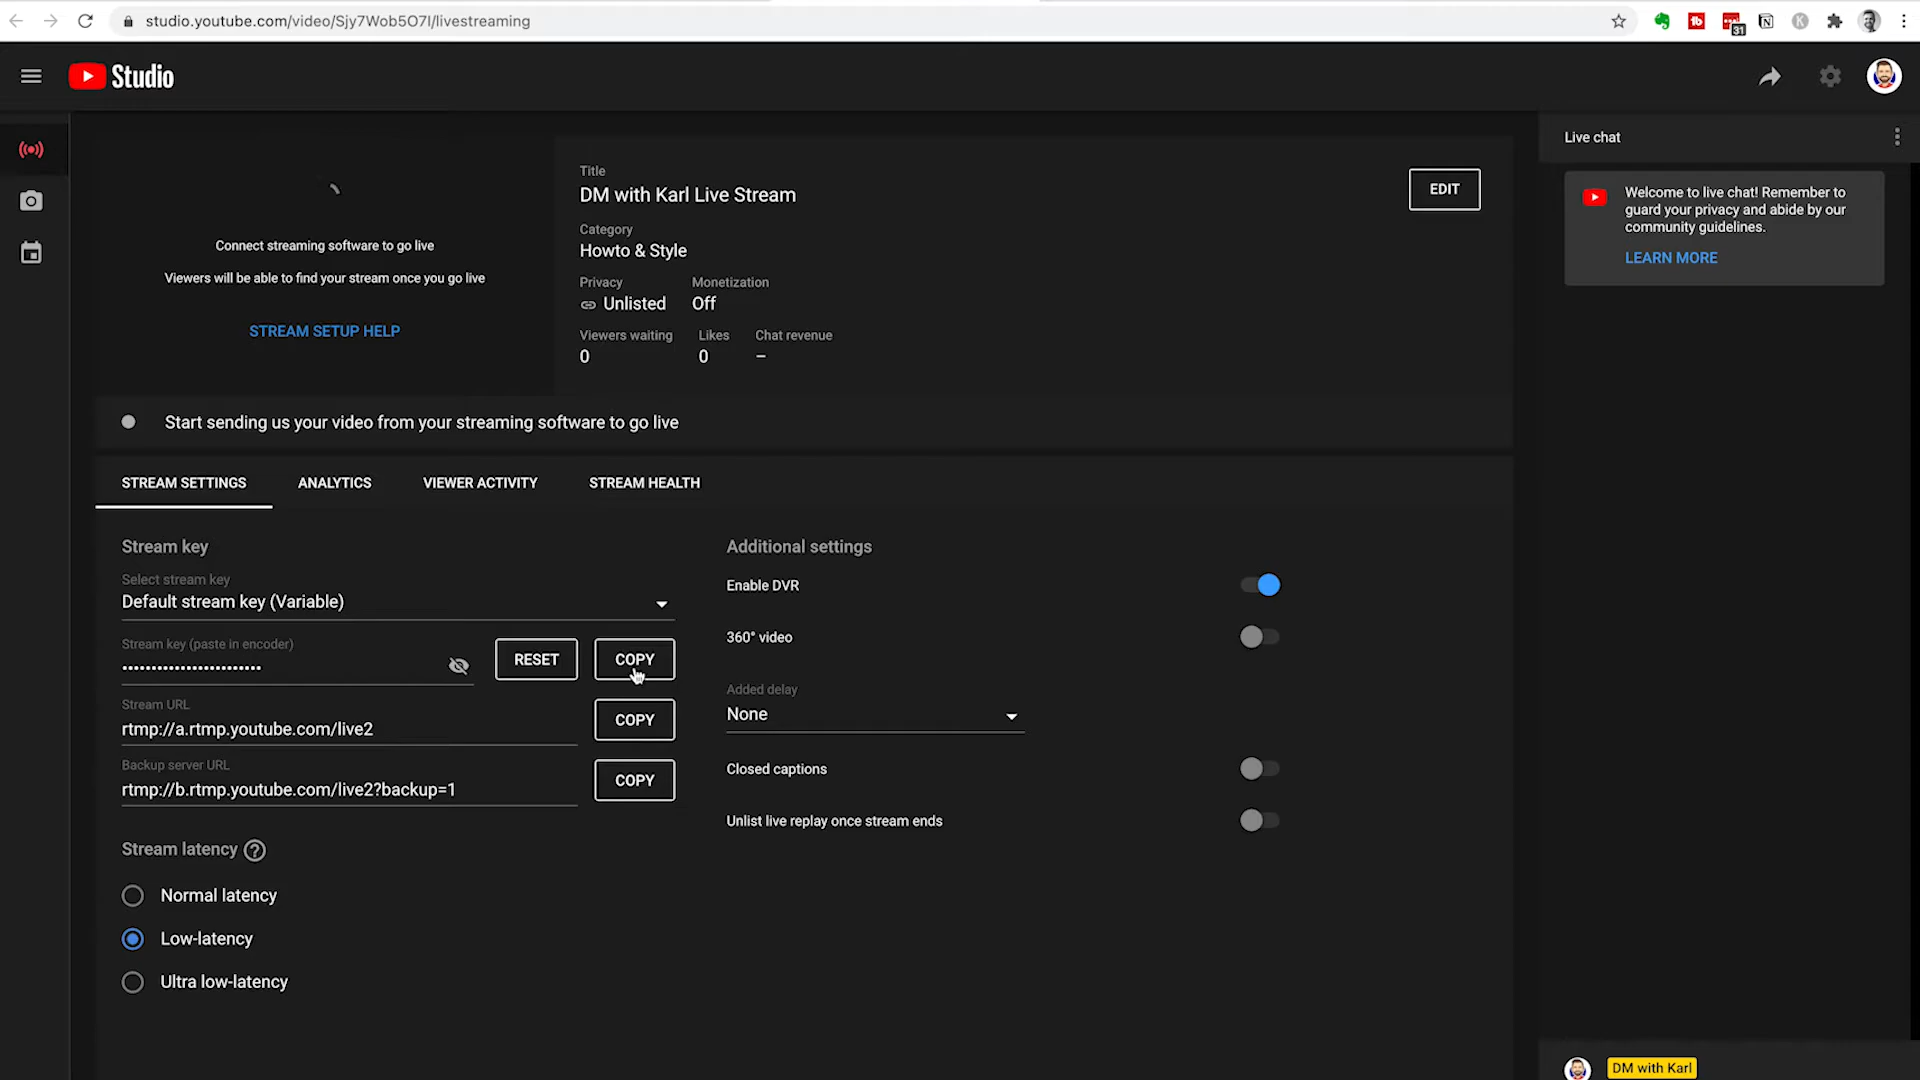 studio.youtube.com/video/Sjy7Wob5O7I/livestreaming
31
K
Studio
Connect streaming software to go live
Viewers will be able to find your stream once you go live
STREAM SETUP HELP
Title
DM with Karl Live Stream
EDIT
Category
Howto & Style
Privacy
Monetization
Unlisted
Off
Viewers waiting
Likes
Chat revenue
0
0
–
Start sending us your video from your streaming software to go live
STREAM SETTINGS
ANALYTICS
VIEWER ACTIVITY
STREAM HEALTH
Stream key
Select stream key
Default stream key (Variable)
Stream key (paste in encoder)
••••••••••••••••••••••••
RESET
COPY
Stream URL
rtmp://a.rtmp.youtube.com/live2
COPY
Backup server URL
rtmp://b.rtmp.youtube.com/live2?backup=1
COPY
Stream latency
Normal latency
Low-latency
Ultra low-latency
Additional settings
Enable DVR
360° video
Added delay
None
Closed captions
Unlist live replay once stream ends
Live chat
Welcome to live chat! Remember to
guard your privacy and abide by our
community guidelines.
LEARN MORE
DM with Karl